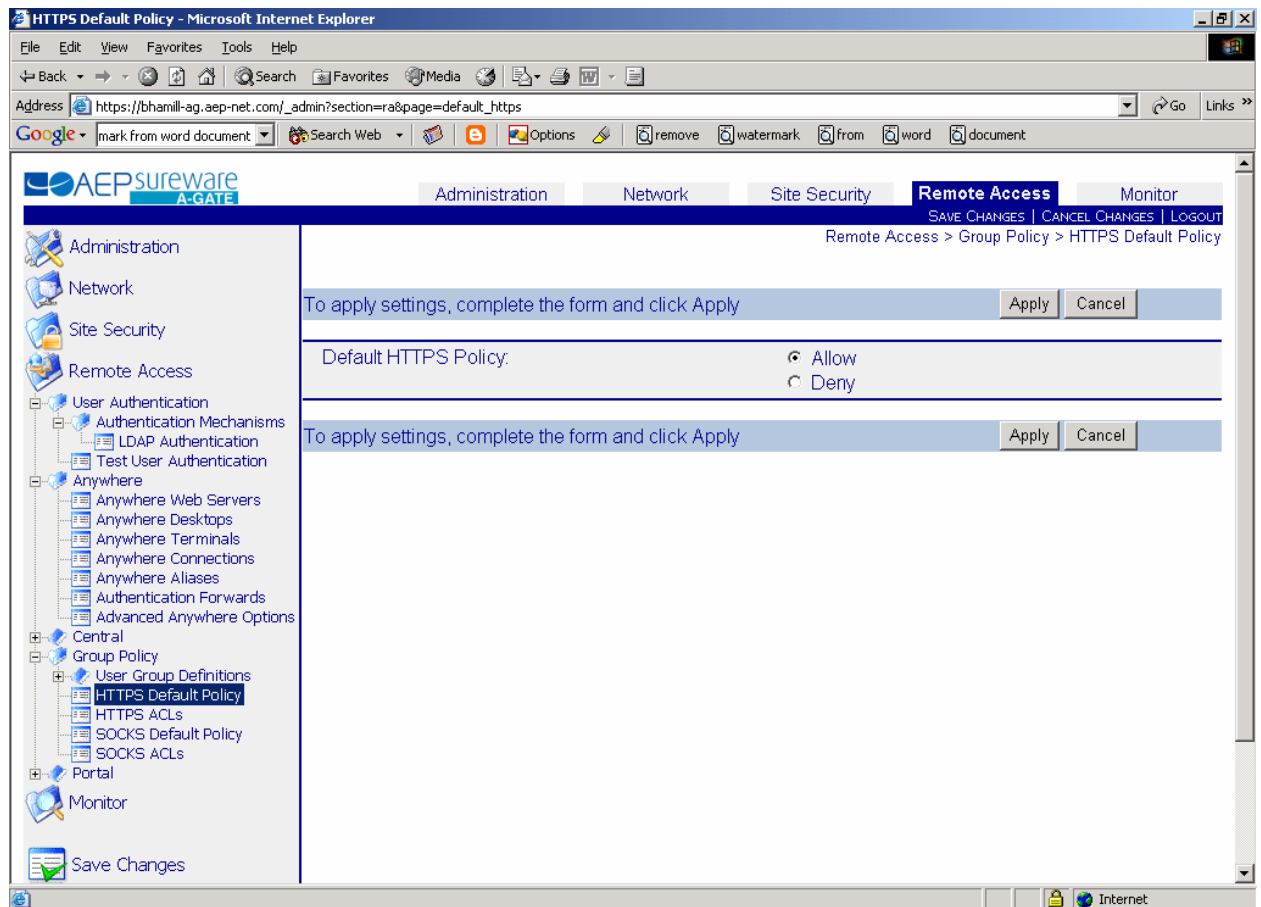 HTTPS Default Policy - Microsoft Internet Explorer
File Edit View Favorites Tools Help
Back Search Favorites Media
Address https://bhamill-ag.aep-net.com/_admin?section=ra&page=default_https Go Links »
Google mark from word document Search Web Options remove watermark from word document
AEPsureware
A-GATE
Administration Network Site Security Remote Access Monitor
SAVE CHANGES | CANCEL CHANGES | LOGOUT
Remote Access > Group Policy > HTTPS Default Policy
Administration
Network
Site Security
Remote Access
User Authentication
Authentication Mechanisms
LDAP Authentication
Test User Authentication
Anywhere
Anywhere Web Servers
Anywhere Desktops
Anywhere Terminals
Anywhere Connections
Anywhere Aliases
Authentication Forwards
Advanced Anywhere Options
Central
Group Policy
User Group Definitions
HTTPS Default Policy
HTTPS ACLs
SOCKS Default Policy
SOCKS ACLs
Portal
Monitor
Save Changes
To apply settings, complete the form and click Apply Apply Cancel
Default HTTPS Policy: Allow
Deny
To apply settings, complete the form and click Apply Apply Cancel
Internet